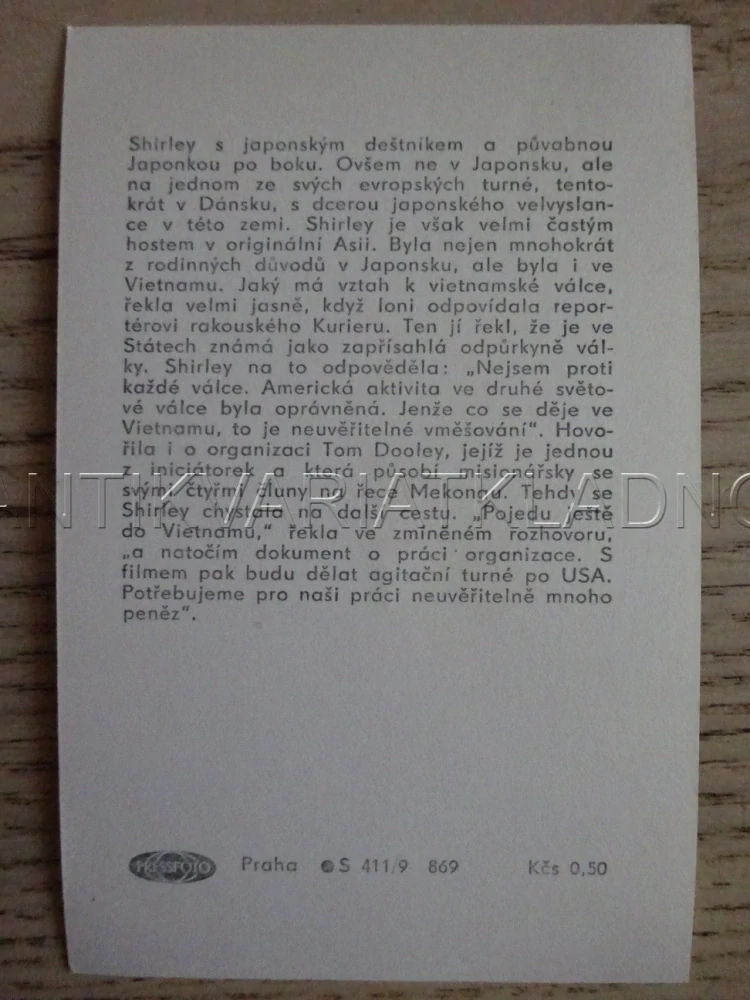 Shirley s japonským deštníkem a půvabnou
Japonkou po boku. Ovšem ne v Japonsku, ale
na jednom ze svých evropských turné, tento-
krát v Dánsku, s dcerou japonského velvyslan-
ce v této zemi. Shirley je však velmi častým
hostem v originální Asii. Byla nejen mnohokrát
z rodinných důvodů v Japonsku, ale byla i ve
Vietnamu. Jaký má vztah k vietnamské válce,
řekla velmi jasně, když loni odpovídala repor-
térovi rakouského Kurieru. Ten jí řekl, že je ve
Státech známá jako zapřísahlá odpůrkyně vál-
ky. Shirley na to odpověděla: „Nejsem proti
každé válce. Americká aktivita ve druhé světo-
vé válce byla oprávněná. Jenže co se děje ve
Vietnamu, to je neuvěřitelné vměšování“. Hovo-
řila i o organizaci Tom Dooley, jejíž je jednou
z iniciátorek a která působí misionářsky se
svými čtyřmi čluny na řece Mekongu. Tehdy se
Shirley chystala na další cestu. „Pojedu ještě
do Vietnamu,“ řekla ve zmíněném rozhovoru,
„a natočím dokument o práci organizace. S
filmem pak budu dělat agitační turné po USA.
Potřebujeme pro naši práci neuvěřitelně mnoho
peněz“.
ANTIKVARIATKLADNO
PRESSFOTO Praha S 411/9 869 Kčs 0,50